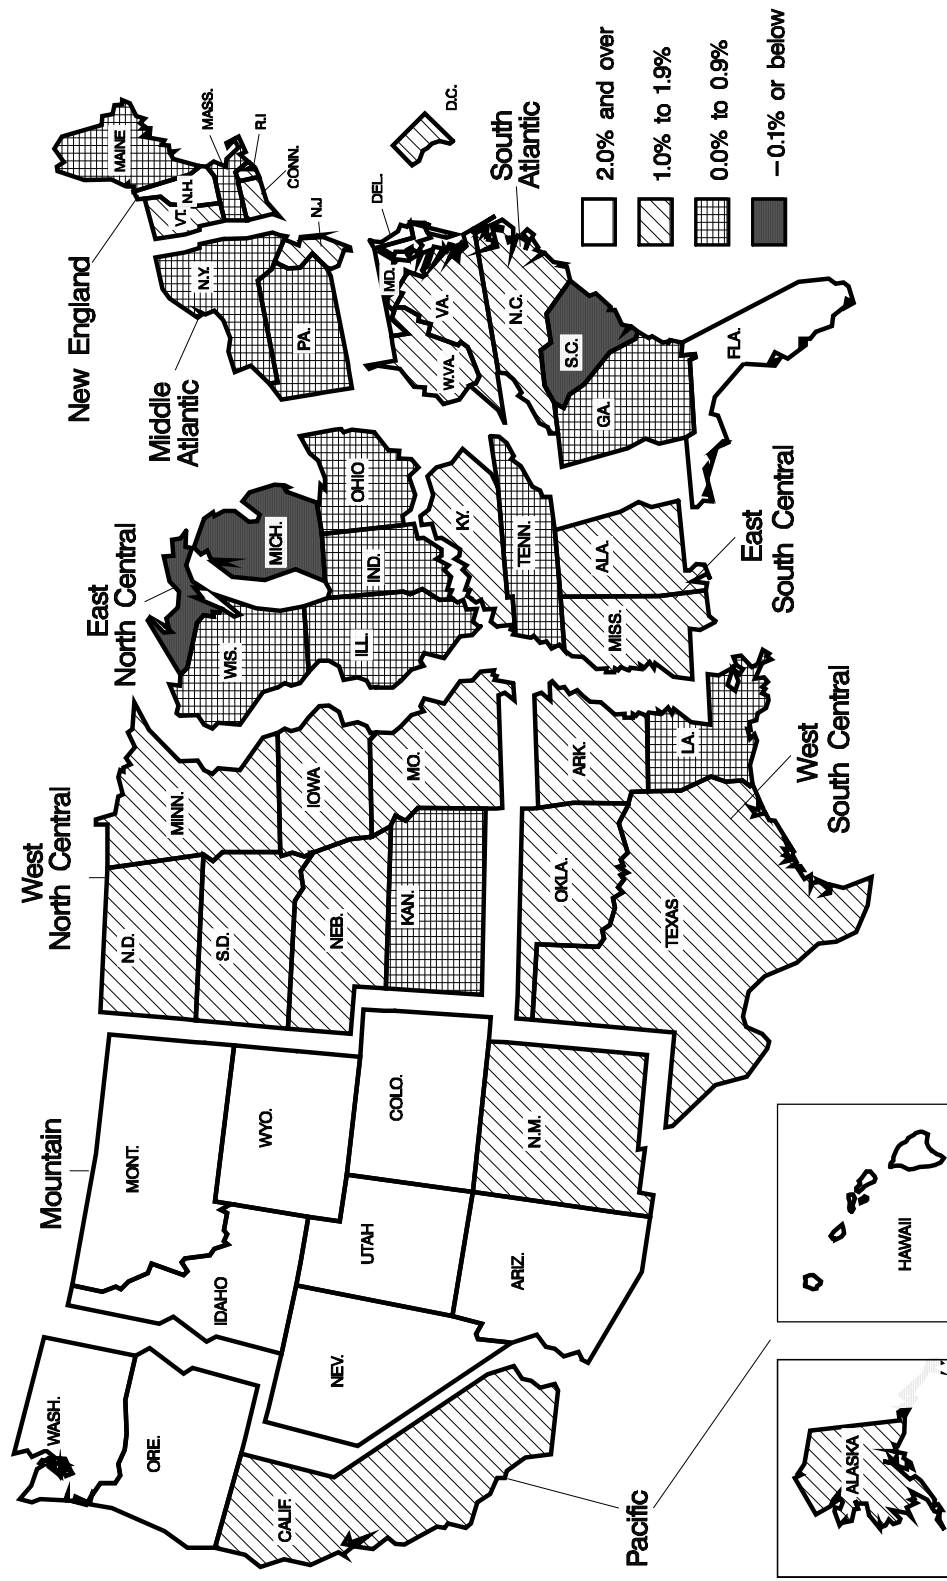 New England
Middle
Atlantic
East
North Central
West
North Central
Mountain
Pacific
South
Atlantic
East
South Central
West
South Central
WASH.
ORE.
CALIF.
NEV.
IDAHO
MONT.
WYO.
UTAH
COLO.
ARIZ.
N.M.
N.D.
S.D.
NEB.
KAN.
MINN.
IOWA
MO.
OKLA.
TEXAS
ARK.
LA.
WIS.
ILL.
MICH.
IND.
OHIO
KY.
TENN.
MISS.
ALA.
MAINE
VT.
N.H.
MASS.
R.I
CONN.
N.Y.
N.J
PA.
DEL.
MD.
D.C.
VA.
W.VA.
N.C.
S.C.
GA.
FLA.
ALASKA
HAWAII
2.0% and over
1.0% to 1.9%
0.0% to 0.9%
-0.1% or below